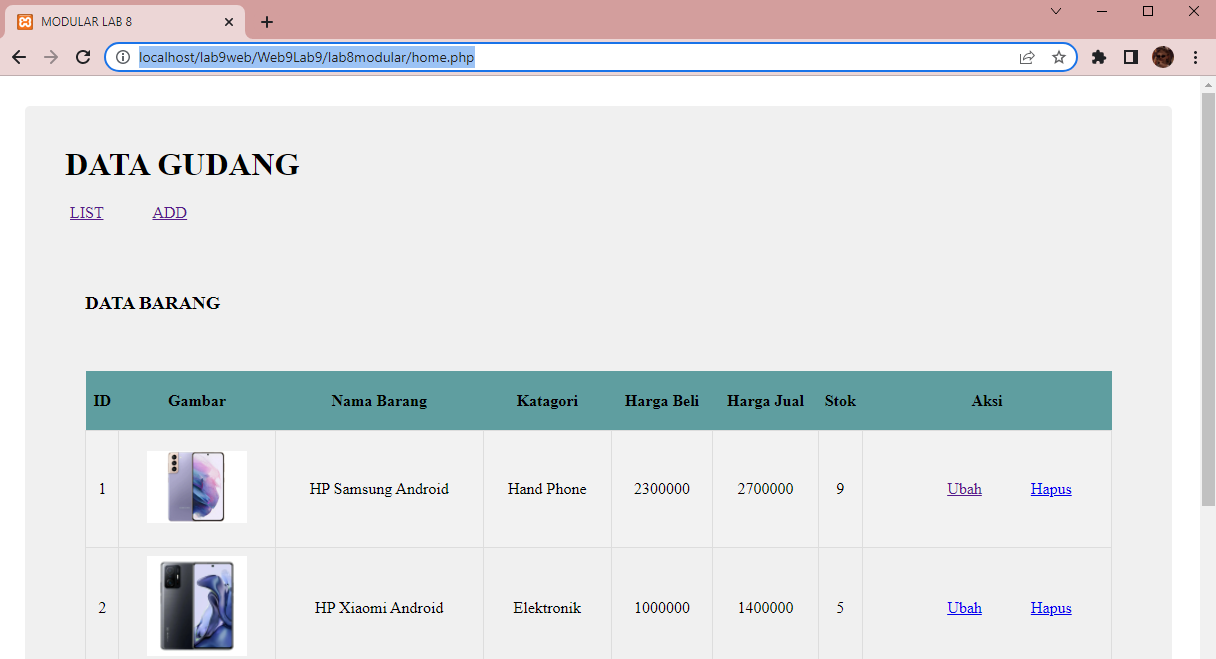 MODULAR LAB 8
localhost/lab9web/Web9Lab9/lab8modular/home.php
DATA GUDANG
LIST ADD
DATA BARANG
ID Gambar Nama Barang Katagori Harga Beli Harga Jual Stok Aksi
1 HP Samsung Android Hand Phone 2300000 2700000 9 Ubah Hapus
2 HP Xiaomi Android Elektronik 1000000 1400000 5 Ubah Hapus